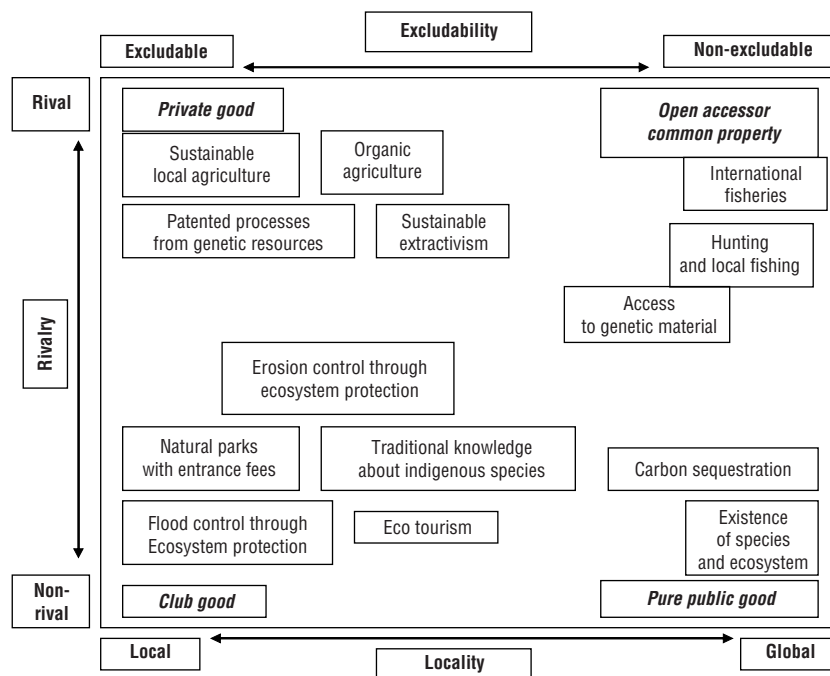 Excludability
Excludable
Non-excludable
Rival
Private good
Open accessor
common property
Sustainable
local agriculture
Organic
agriculture
International
fisheries
Patented processes
from genetic resources
Sustainable
extractivism
Hunting
and local fishing
Access
to genetic material
Rivalry
Erosion control through
ecosystem protection
Natural parks
with entrance fees
Traditional knowledge
about indigenous species
Carbon sequestration
Flood control through
Ecosystem protection
Eco tourism
Existence
of species
and ecosystem
Non-
rival
Club good
Pure public good
Local
Locality
Global